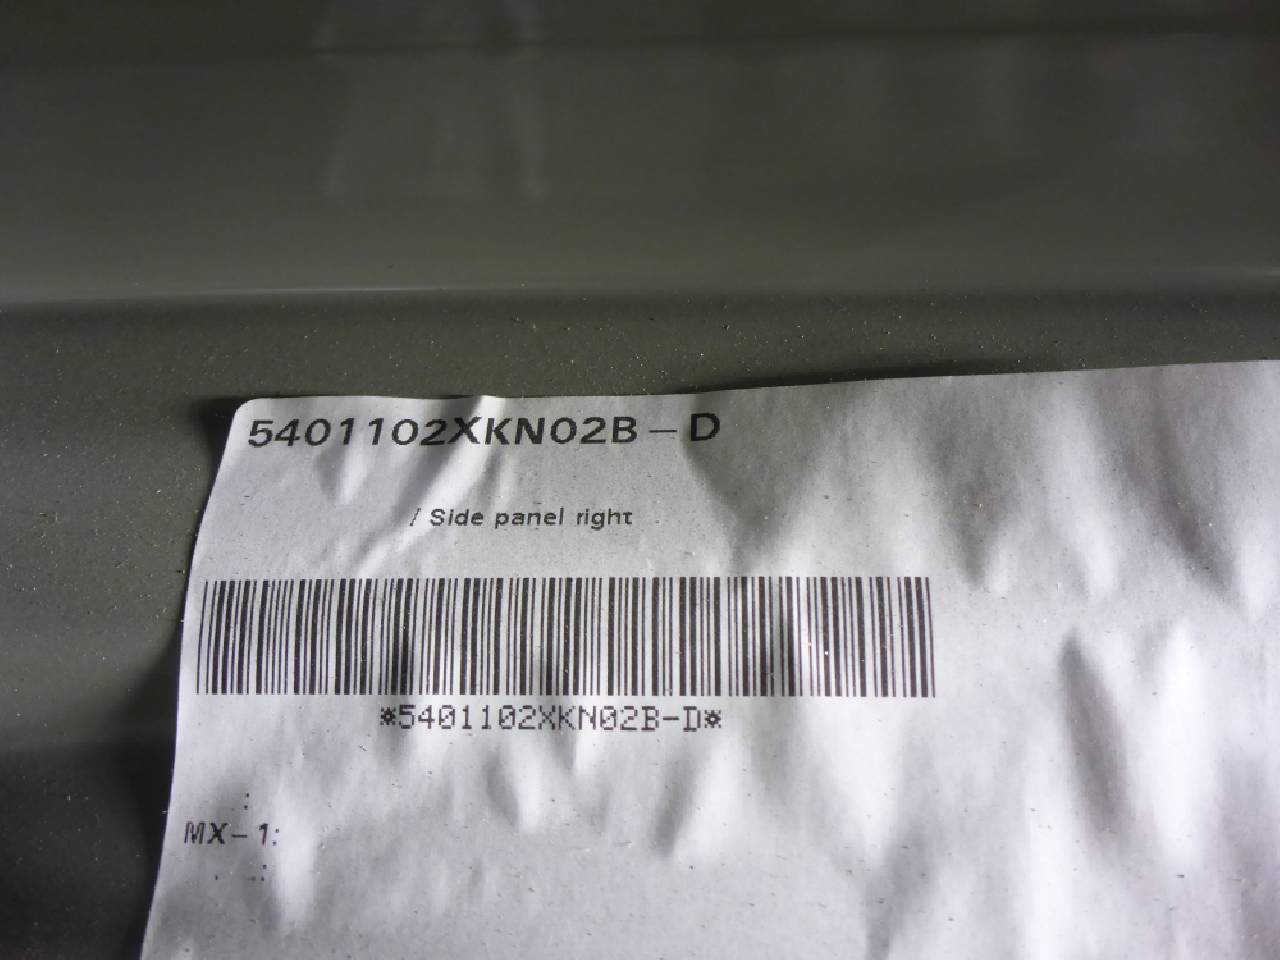 5401102XKN02B-D
/ Side panel right
*5401102XKN02B-D*
MX-1: